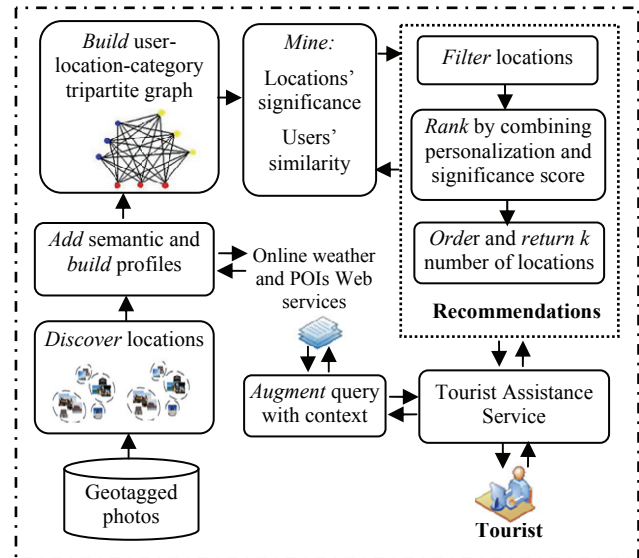 Build user-
location-category
tripartite graph
Mine:
Locations'
significance
Users'
similarity
Filter locations
Rank by combining
personalization and
significance score
Order and return k
number of locations
Recommendations
Add semantic and
build profiles
Online weather
and POIs Web
services
Discover locations
Augment query
with context
Tourist Assistance
Service
Geotagged
photos
Tourist